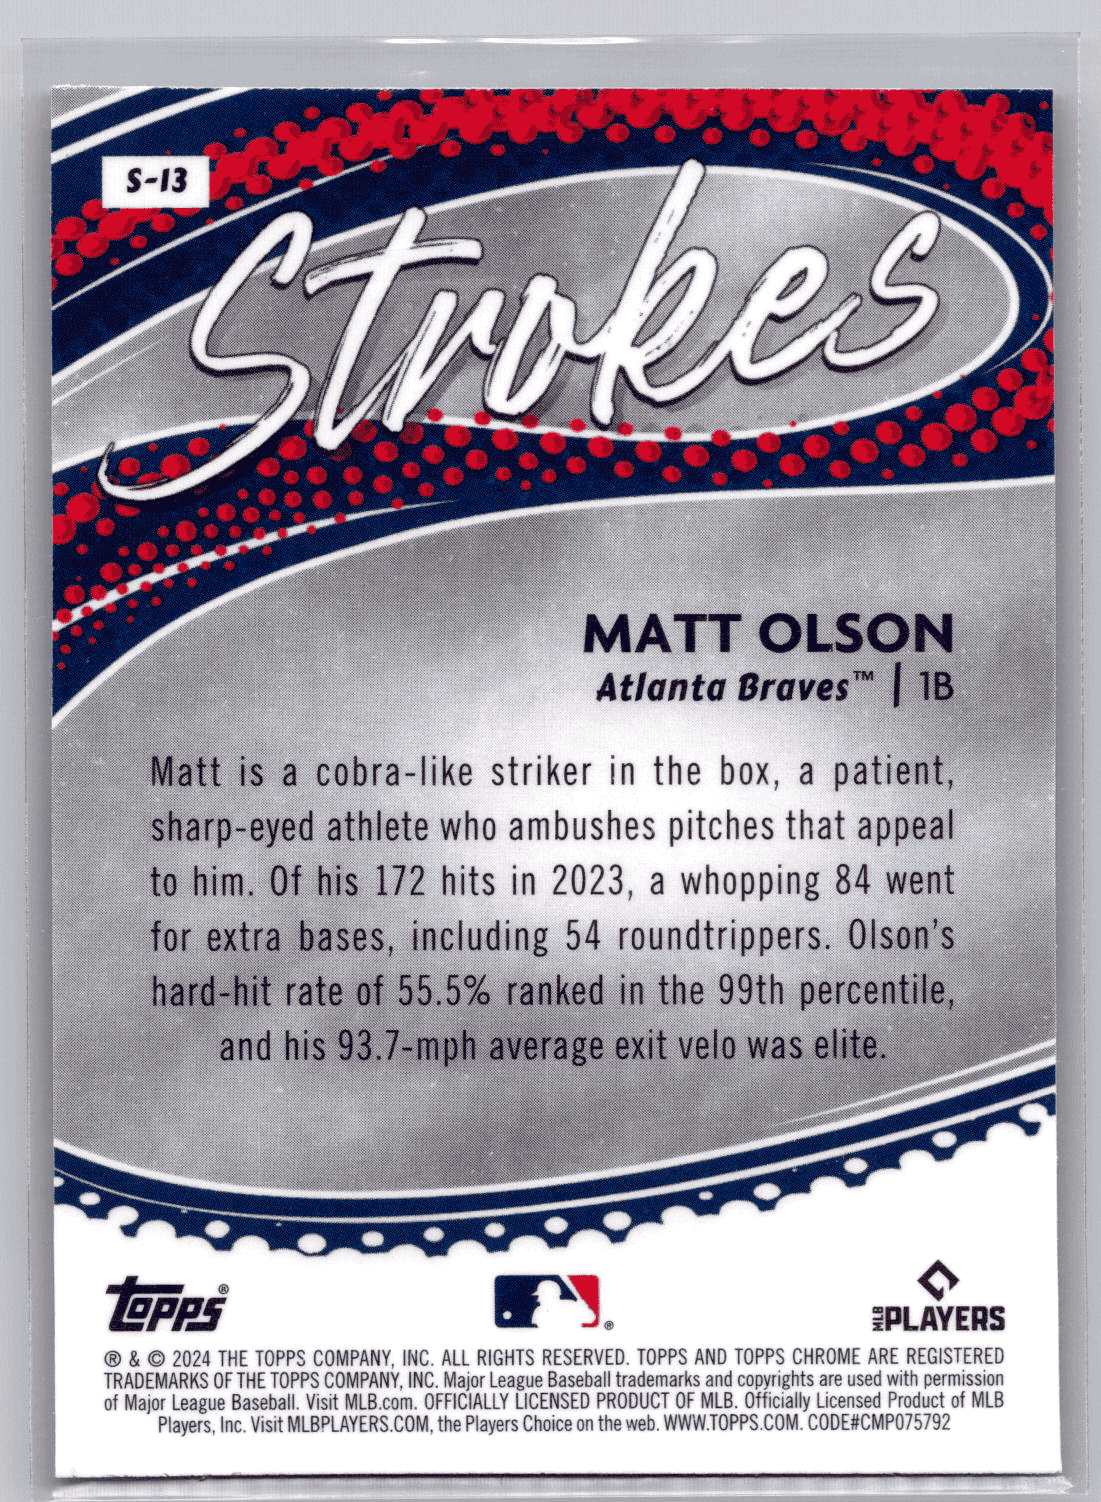 S-13
Strokes
MATT OLSON
Atlanta Braves™ | 1B
Matt is a cobra-like striker in the box, a patient,
sharp-eyed athlete who ambushes pitches that appeal
to him. Of his 172 hits in 2023, a whopping 84 went
for extra bases, including 54 roundtrippers. Olson's
hard-hit rate of 55.5% ranked in the 99th percentile,
and his 93.7-mph average exit velo was elite.
topps®
®
MLB PLAYERS
® & © 2024 THE TOPPS COMPANY, INC. ALL RIGHTS RESERVED. TOPPS AND TOPPS CHROME ARE REGISTERED
TRADEMARKS OF THE TOPPS COMPANY, INC. Major League Baseball trademarks and copyrights are used with permission
of Major League Baseball. Visit MLB.com. OFFICIALLY LICENSED PRODUCT OF MLB. Officially Licensed Product of MLB
Players, Inc. Visit MLBPLAYERS.COM, the Players Choice on the web. WWW.TOPPS.COM. CODE#CMP075792